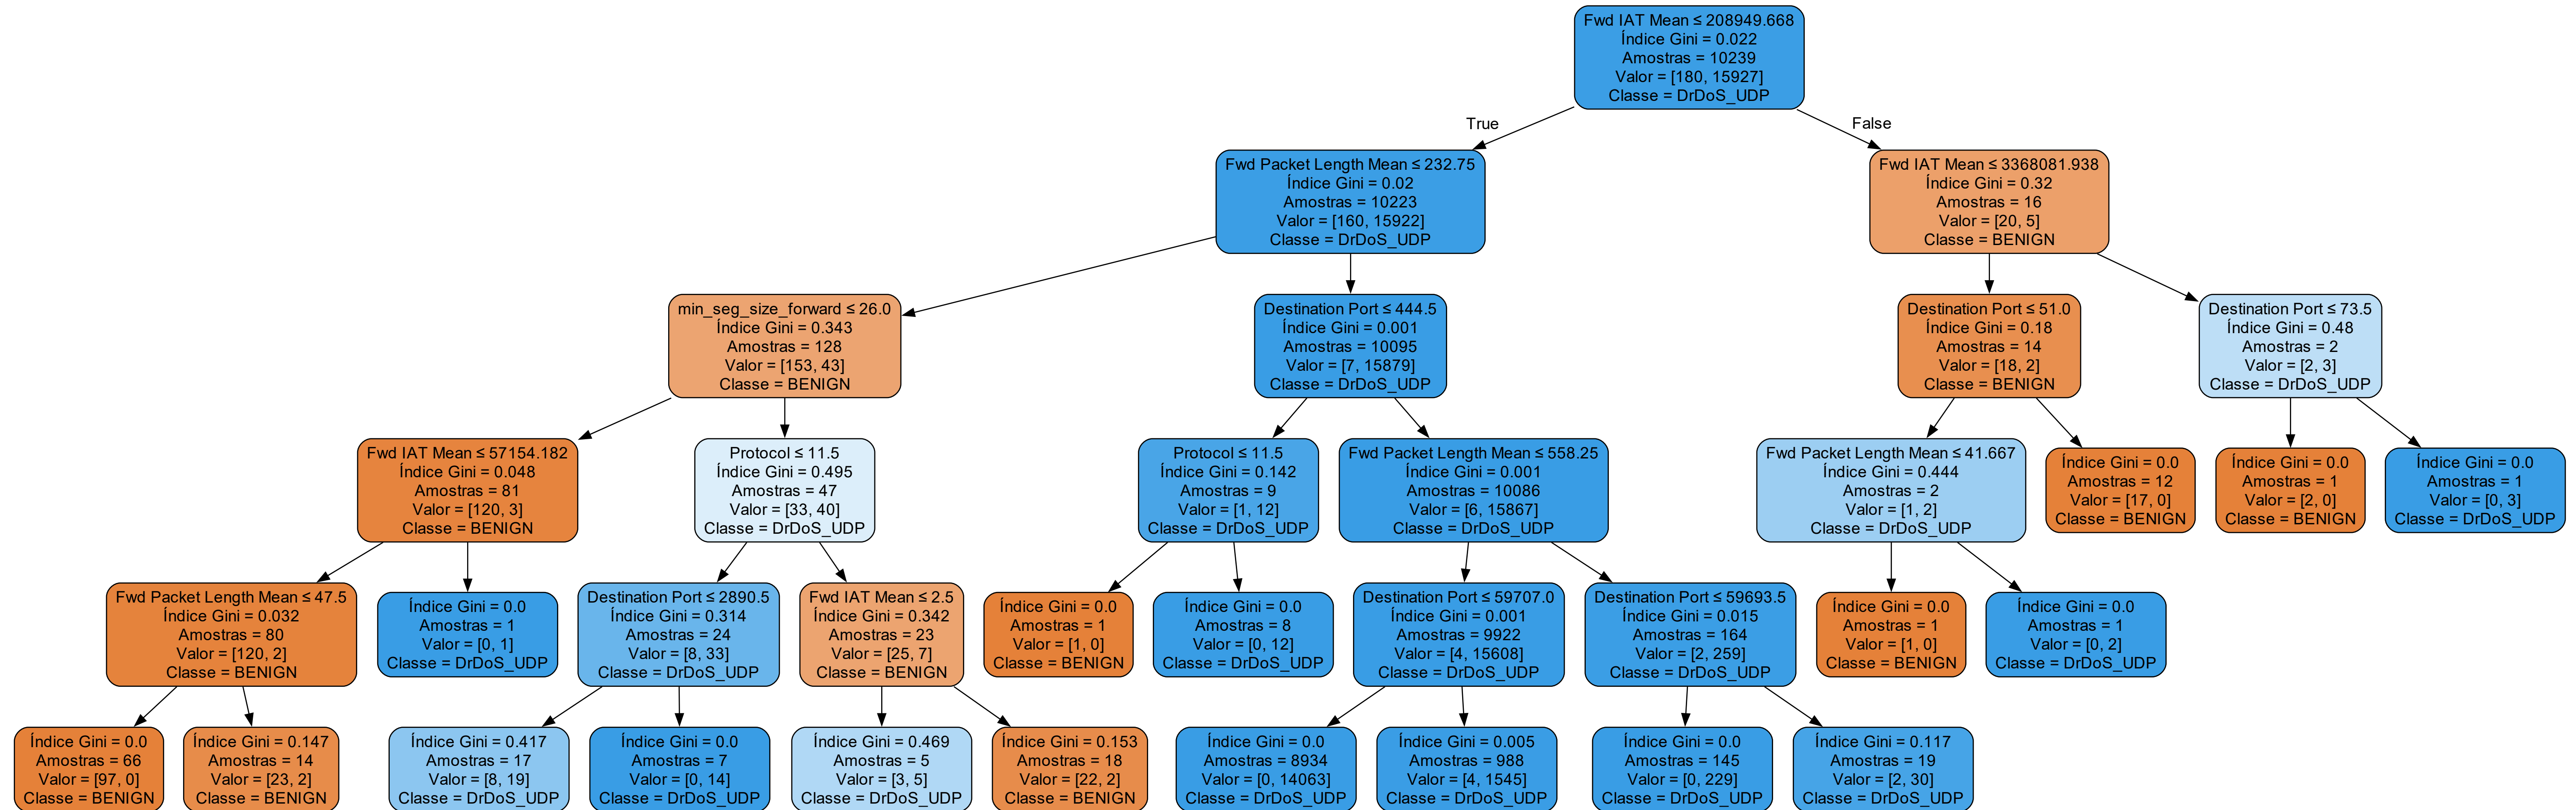 Fwd IAT Mean ≤ 208949.668
Índice Gini = 0.022
Amostras = 10239
Valor = [180, 15927]
Classe = DrDoS_UDP
True
False
Fwd Packet Length Mean ≤ 232.75
Índice Gini = 0.02
Amostras = 10223
Valor = [160, 15922]
Classe = DrDoS_UDP
Fwd IAT Mean ≤ 3368081.938
Índice Gini = 0.32
Amostras = 16
Valor = [20, 5]
Classe = BENIGN
min_seg_size_forward ≤ 26.0
Índice Gini = 0.343
Amostras = 128
Valor = [153, 43]
Classe = BENIGN
Destination Port ≤ 444.5
Índice Gini = 0.001
Amostras = 10095
Valor = [7, 15879]
Classe = DrDoS_UDP
Destination Port ≤ 51.0
Índice Gini = 0.18
Amostras = 14
Valor = [18, 2]
Classe = BENIGN
Destination Port ≤ 73.5
Índice Gini = 0.48
Amostras = 2
Valor = [2, 3]
Classe = DrDoS_UDP
Fwd IAT Mean ≤ 57154.182
Índice Gini = 0.048
Amostras = 81
Valor = [120, 3]
Classe = BENIGN
Protocol ≤ 11.5
Índice Gini = 0.495
Amostras = 47
Valor = [33, 40]
Classe = DrDoS_UDP
Protocol ≤ 11.5
Índice Gini = 0.142
Amostras = 9
Valor = [1, 12]
Classe = DrDoS_UDP
Fwd Packet Length Mean ≤ 558.25
Índice Gini = 0.001
Amostras = 10086
Valor = [6, 15867]
Classe = DrDoS_UDP
Fwd Packet Length Mean ≤ 41.667
Índice Gini = 0.444
Amostras = 2
Valor = [1, 2]
Classe = DrDoS_UDP
Índice Gini = 0.0
Amostras = 12
Valor = [17, 0]
Classe = BENIGN
Índice Gini = 0.0
Amostras = 1
Valor = [2, 0]
Classe = BENIGN
Índice Gini = 0.0
Amostras = 1
Valor = [0, 3]
Classe = DrDoS_UDP
Fwd Packet Length Mean ≤ 47.5
Índice Gini = 0.032
Amostras = 80
Valor = [120, 2]
Classe = BENIGN
Índice Gini = 0.0
Amostras = 1
Valor = [0, 1]
Classe = DrDoS_UDP
Destination Port ≤ 2890.5
Índice Gini = 0.314
Amostras = 24
Valor = [8, 33]
Classe = DrDoS_UDP
Fwd IAT Mean ≤ 2.5
Índice Gini = 0.342
Amostras = 23
Valor = [25, 7]
Classe = BENIGN
Índice Gini = 0.0
Amostras = 1
Valor = [1, 0]
Classe = BENIGN
Índice Gini = 0.0
Amostras = 8
Valor = [0, 12]
Classe = DrDoS_UDP
Destination Port ≤ 59707.0
Índice Gini = 0.001
Amostras = 9922
Valor = [4, 15608]
Classe = DrDoS_UDP
Destination Port ≤ 59693.5
Índice Gini = 0.015
Amostras = 164
Valor = [2, 259]
Classe = DrDoS_UDP
Índice Gini = 0.0
Amostras = 1
Valor = [1, 0]
Classe = BENIGN
Índice Gini = 0.0
Amostras = 1
Valor = [0, 2]
Classe = DrDoS_UDP
Índice Gini = 0.0
Amostras = 66
Valor = [97, 0]
Classe = BENIGN
Índice Gini = 0.147
Amostras = 14
Valor = [23, 2]
Classe = BENIGN
Índice Gini = 0.417
Amostras = 17
Valor = [8, 19]
Classe = DrDoS_UDP
Índice Gini = 0.0
Amostras = 7
Valor = [0, 14]
Classe = DrDoS_UDP
Índice Gini = 0.469
Amostras = 5
Valor = [3, 5]
Classe = DrDoS_UDP
Índice Gini = 0.153
Amostras = 18
Valor = [22, 2]
Classe = BENIGN
Índice Gini = 0.0
Amostras = 8934
Valor = [0, 14063]
Classe = DrDoS_UDP
Índice Gini = 0.005
Amostras = 988
Valor = [4, 1545]
Classe = DrDoS_UDP
Índice Gini = 0.0
Amostras = 145
Valor = [0, 229]
Classe = DrDoS_UDP
Índice Gini = 0.117
Amostras = 19
Valor = [2, 30]
Classe = DrDoS_UDP